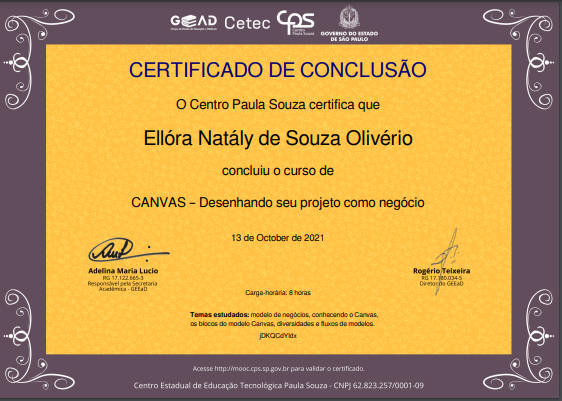 GEEAD Cetec CPS
Centro
Paula Souza
GOVERNO DO ESTADO
DE SÃO PAULO
CERTIFICADO DE CONCLUSÃO
O Centro Paula Souza certifica que
Ellóra Natály de Souza Olivério
concluiu o curso de
CANVAS – Desenhando seu projeto como negócio
13 de October de 2021
Adelina Maria Lucio
RG 17.122.665-3
Responsável pela Secretaria
Acadêmica - GEEaD
Rogério Teixeira
RG 17.180.034-5
Diretor do GEEaD
Carga-horária: 8 horas
Temas estudados: modelo de negócios, conhecendo o Canvas,
os blocos do modelo Canvas, diversidades e fluxos de modelos.
jDKQCdYldx
Acesse http://mooc.cps.sp.gov.br para validar o certificado.
Centro Estadual de Educação Tecnológica Paula Souza - CNPJ 62.823.257/0001-09